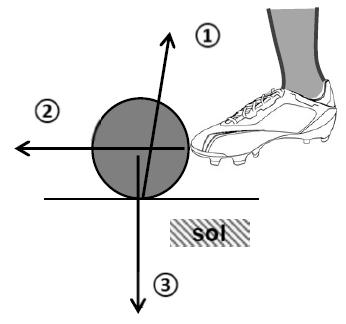 ①
②
sol
③